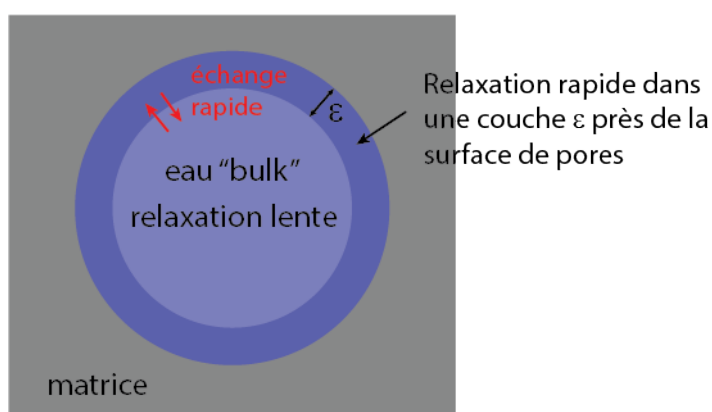 échange
rapide
ε
eau "bulk"
relaxation lente
matrice
Relaxation rapide dans
une couche ε près de la
surface de pores